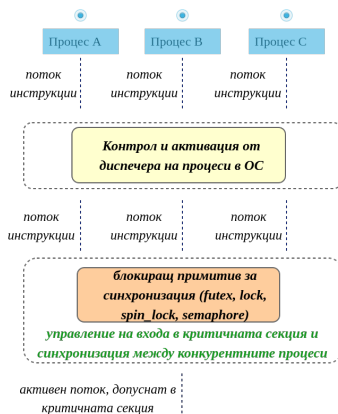 Процес A Процес B Процес C
поток поток поток
инструкции инструкции инструкции
Контрол и активация от
диспечера на процеси в ОС
поток поток поток
инструкции инструкции инструкции
блокиращ примитив за
синхронизация (futex, lock,
spin_lock, semaphore)
управление на входа в критичната секция и
синхронизация между конкурентните процеси
активен поток, допуснат в
критичната секция